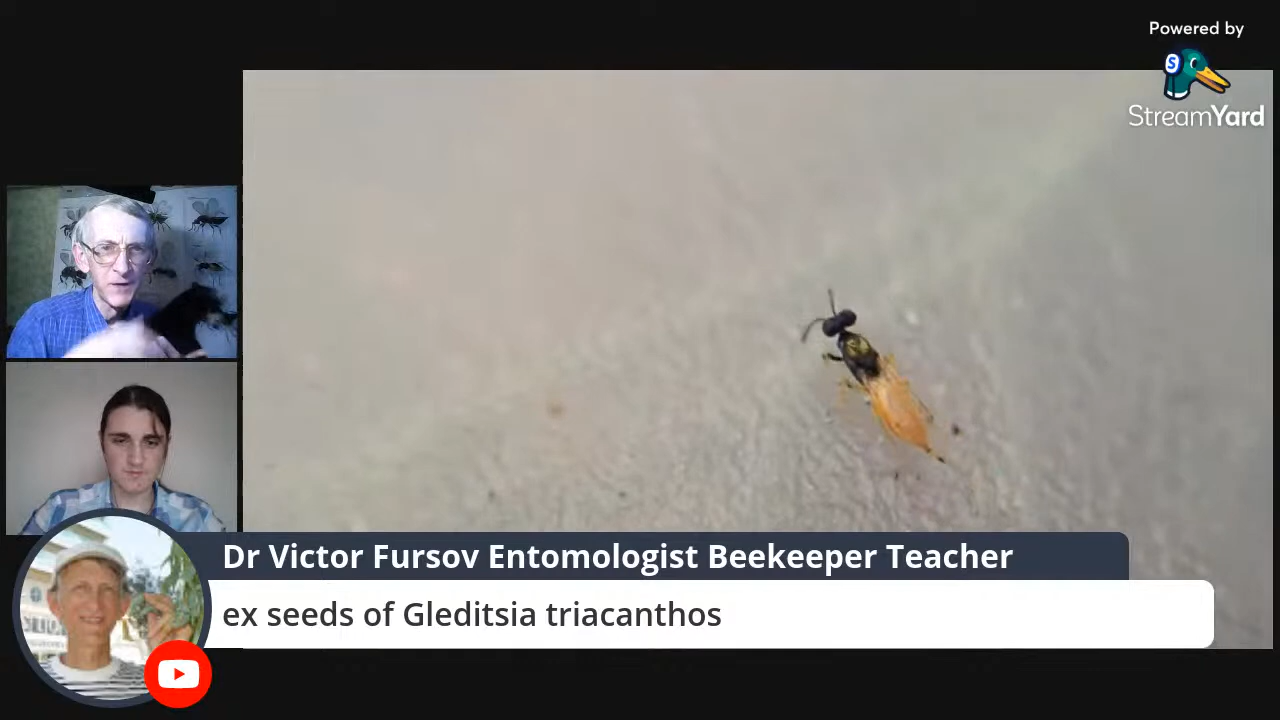 Powered by
S
StreamYard
Dr Victor Fursov Entomologist Beekeeper Teacher
ex seeds of Gleditsia triacanthos